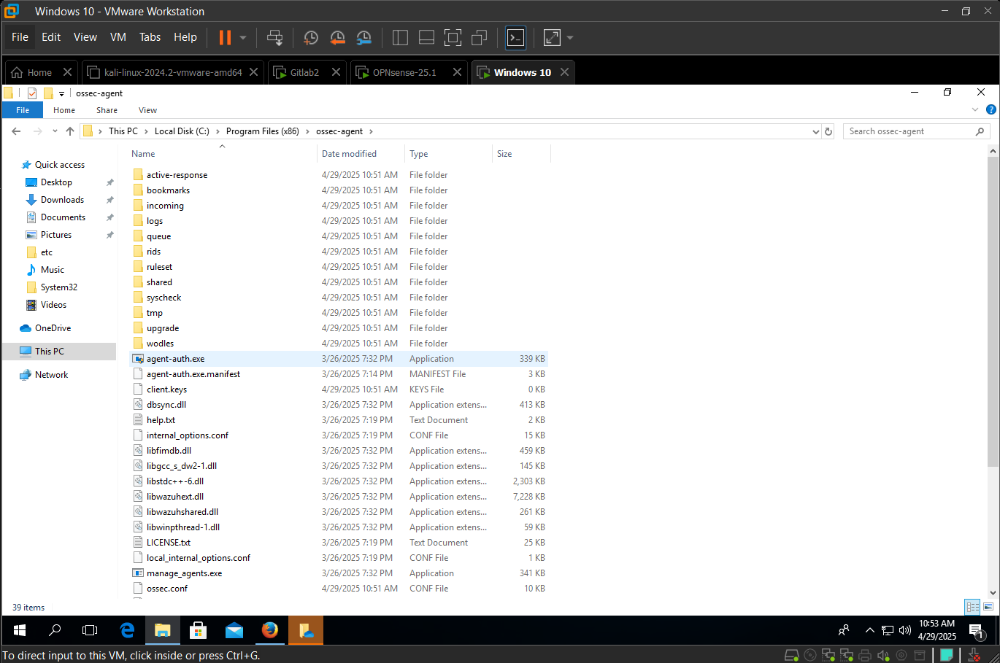 Windows 10 - VMware Workstation
File Edit View VM Tabs Help
Home kali-linux-2024.2-vmware-amd64 Gitlab2 OPNsense-25.1 Windows 10
ossec-agent
File Home Share View
This PC Local Disk (C:) Program Files (x86) ossec-agent Search ossec-agent
Name Date modified Type Size
Quick access
Desktop
Downloads
Documents
Pictures
etc
Music
System32
Videos
OneDrive
This PC
Network
active-response 4/29/2025 10:51 AM File folder
bookmarks 4/29/2025 10:51 AM File folder
incoming 4/29/2025 10:51 AM File folder
logs 4/29/2025 10:51 AM File folder
queue 4/29/2025 10:51 AM File folder
rids 4/29/2025 10:51 AM File folder
ruleset 4/29/2025 10:51 AM File folder
shared 4/29/2025 10:51 AM File folder
syscheck 4/29/2025 10:51 AM File folder
tmp 4/29/2025 10:51 AM File folder
upgrade 4/29/2025 10:51 AM File folder
wodles 4/29/2025 10:51 AM File folder
agent-auth.exe 3/26/2025 7:32 PM Application 339 KB
agent-auth.exe.manifest 3/26/2025 7:14 PM MANIFEST File 3 KB
client.keys 4/29/2025 10:51 AM KEYS File 0 KB
dbsync.dll 3/26/2025 7:32 PM Application extens... 413 KB
help.txt 3/26/2025 7:19 PM Text Document 2 KB
internal_options.conf 3/26/2025 7:19 PM CONF File 15 KB
libfimdb.dll 3/26/2025 7:32 PM Application extens... 459 KB
libgcc_s_dw2-1.dll 3/26/2025 7:32 PM Application extens... 145 KB
libstdc++-6.dll 3/26/2025 7:32 PM Application extens... 2,303 KB
libwazuhext.dll 3/26/2025 7:32 PM Application extens... 7,228 KB
libwazuhshared.dll 3/26/2025 7:32 PM Application extens... 261 KB
libwinpthread-1.dll 3/26/2025 7:32 PM Application extens... 59 KB
LICENSE.txt 3/26/2025 7:19 PM Text Document 25 KB
local_internal_options.conf 3/26/2025 7:19 PM CONF File 1 KB
manage_agents.exe 3/26/2025 7:32 PM Application 341 KB
ossec.conf 4/29/2025 10:51 AM CONF File 10 KB
39 items
10:53 AM
4/29/2025
1
To direct input to this VM, click inside or press Ctrl+G.